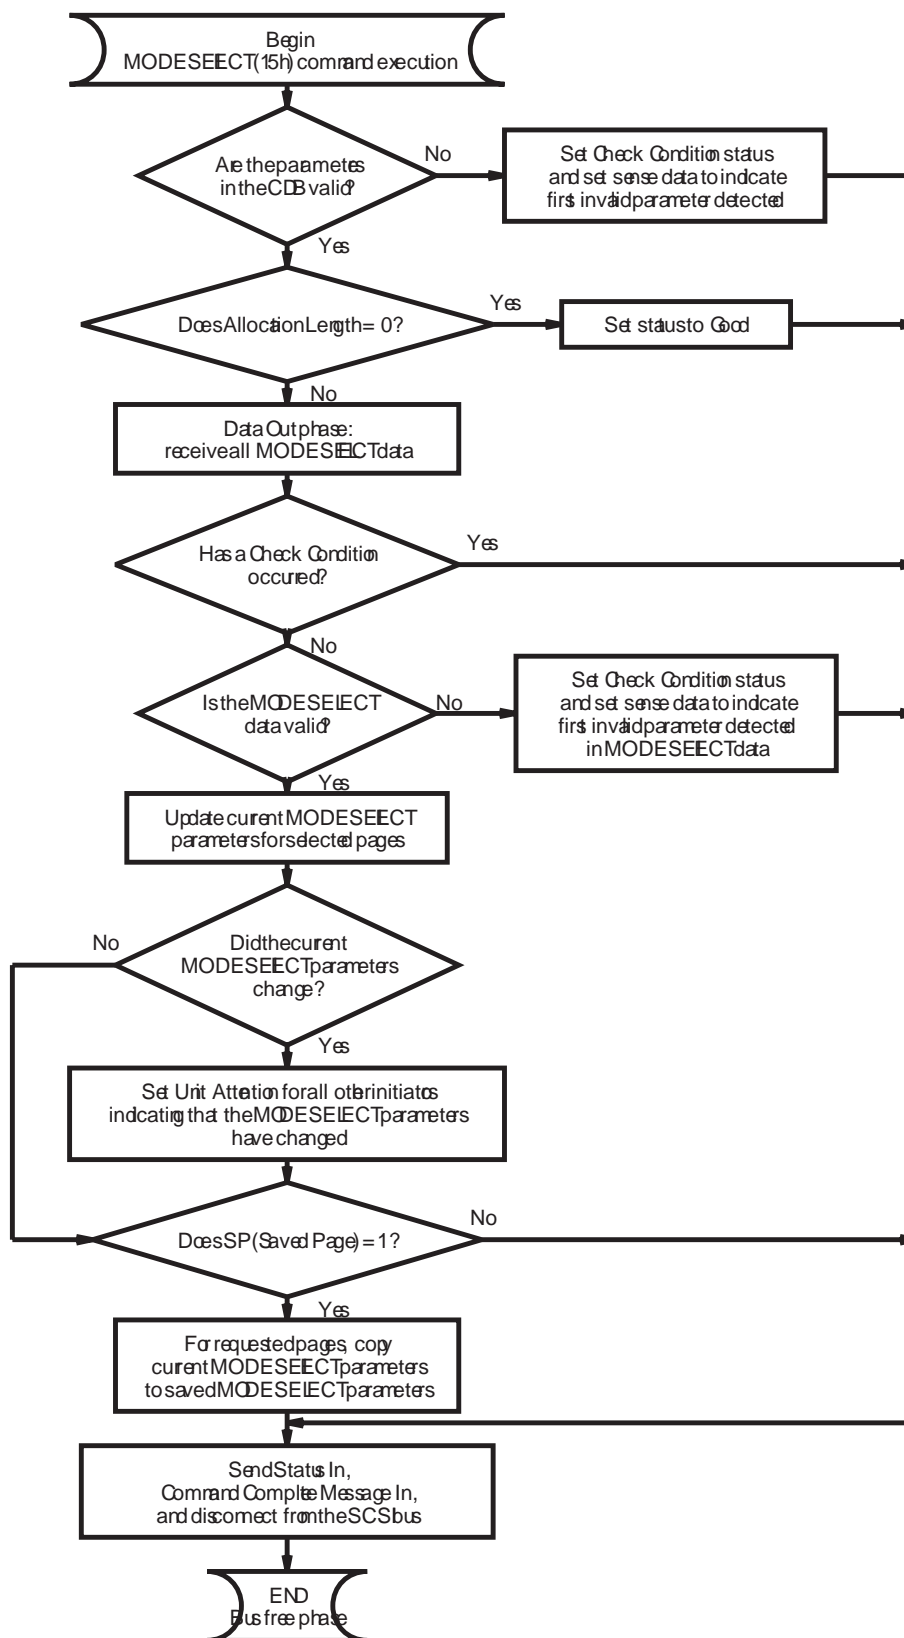 Begin
MODE SELECT (15h) command execution
Are the parameters
in the CDB valid?
No
Set Check Condition status
and set sense data to indicate
first invalid parameter detected
Yes
Does Allocation Length = 0?
Yes
Set status to Good
No
Data Out phase:
receive all MODE SELECT data
Has a Check Condition
occurred?
Yes
No
Is the MODE SELECT
data valid?
No
Set Check Condition status
and set sense data to indicate
first invalid parameter detected
in MODE SELECT data
Yes
Update current MODE SELECT
parameters for selected pages
No
Did the current
MODE SELECT parameters
change?
Yes
Set Unit Attention for all other initiators
indicating that the MODE SELECT parameters
have changed
Does SP (Saved Page) = 1?
No
Yes
For requested pages, copy
current MODE SELECT parameters
to saved MODE SELECT parameters
Send Status In,
Command Complete Message In,
and disconnect from the SCSI bus
END
Bus free phase